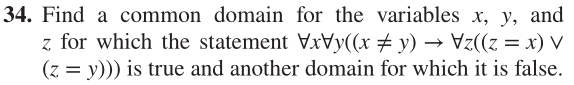 34. Find a common domain for the variables x, y, and
z for which the statement ∀x∀y((x ≠ y) → ∀z((z = x) ∨
(z = y))) is true and another domain for which it is false.